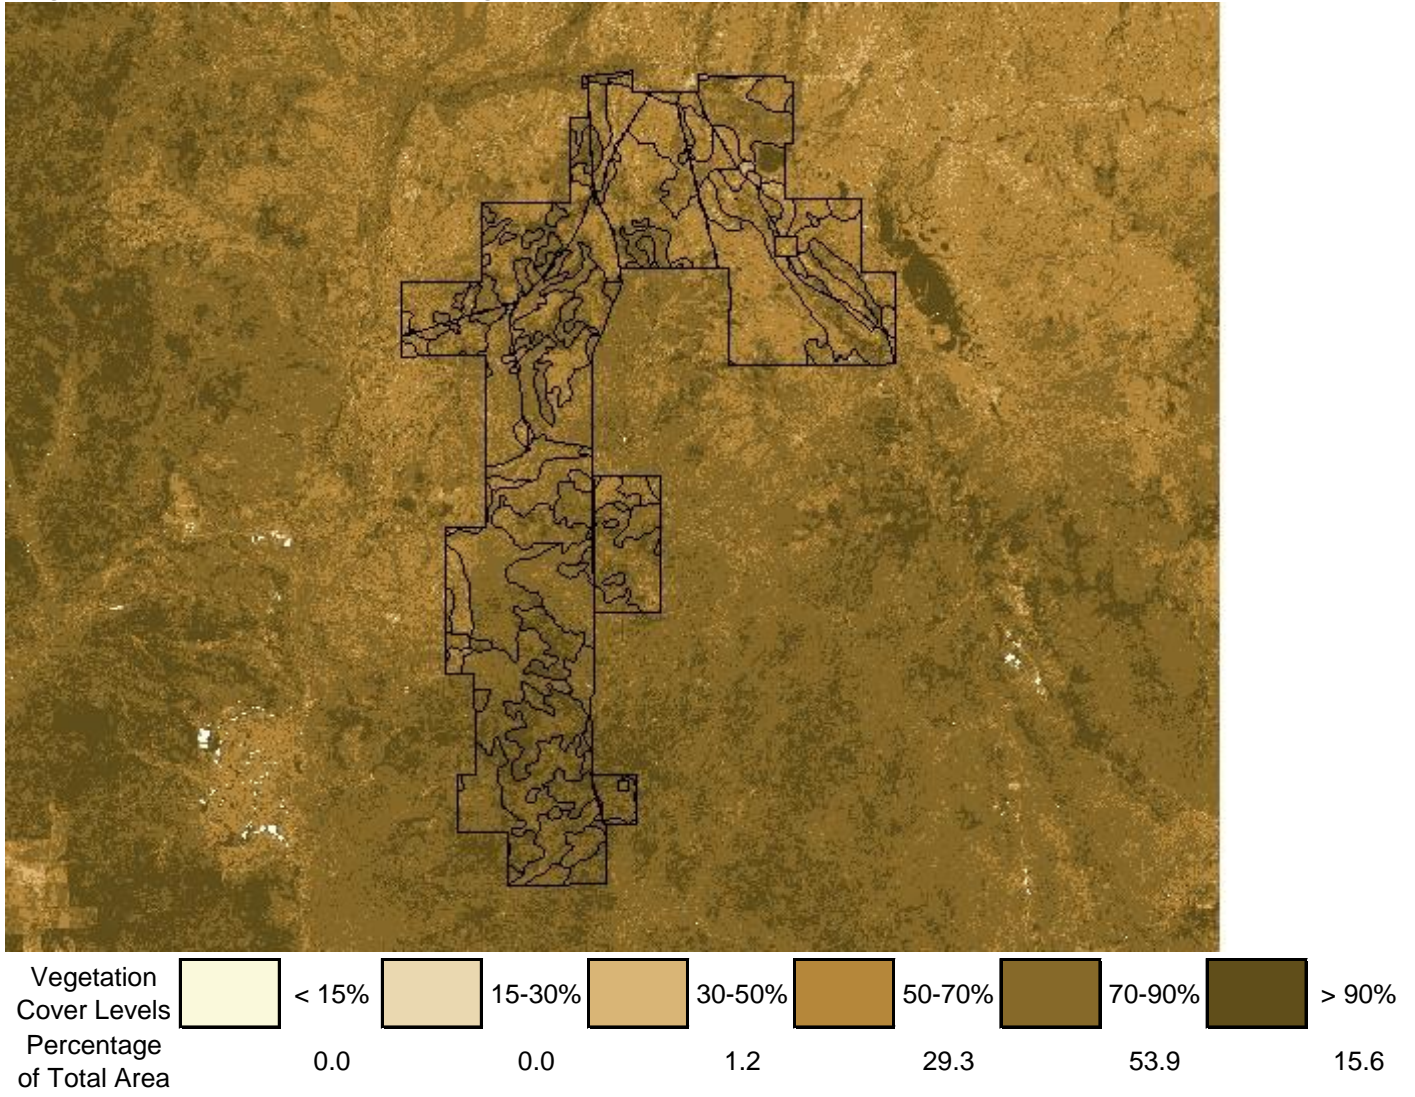 Vegetation
Cover Levels
< 15% 15-30% 30-50% 50-70% 70-90% > 90%
Percentage
of Total Area
0.0 0.0 1.2 29.3 53.9 15.6